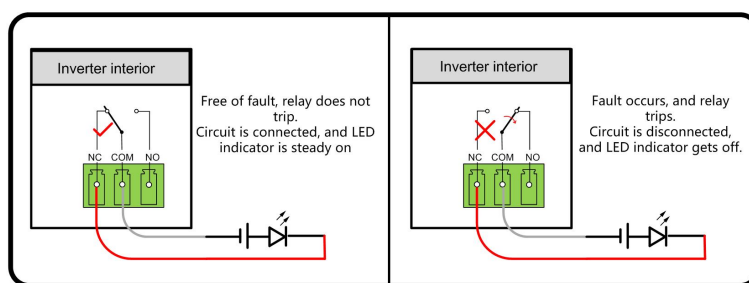 Inverter interior
Free of fault, relay does not
trip.
Circuit is connected, and LED
indicator is steady on
NC COM NO
Inverter interior
Fault occurs, and relay
trips.
Circuit is disconnected,
and LED indicator gets off.
NC COM NO